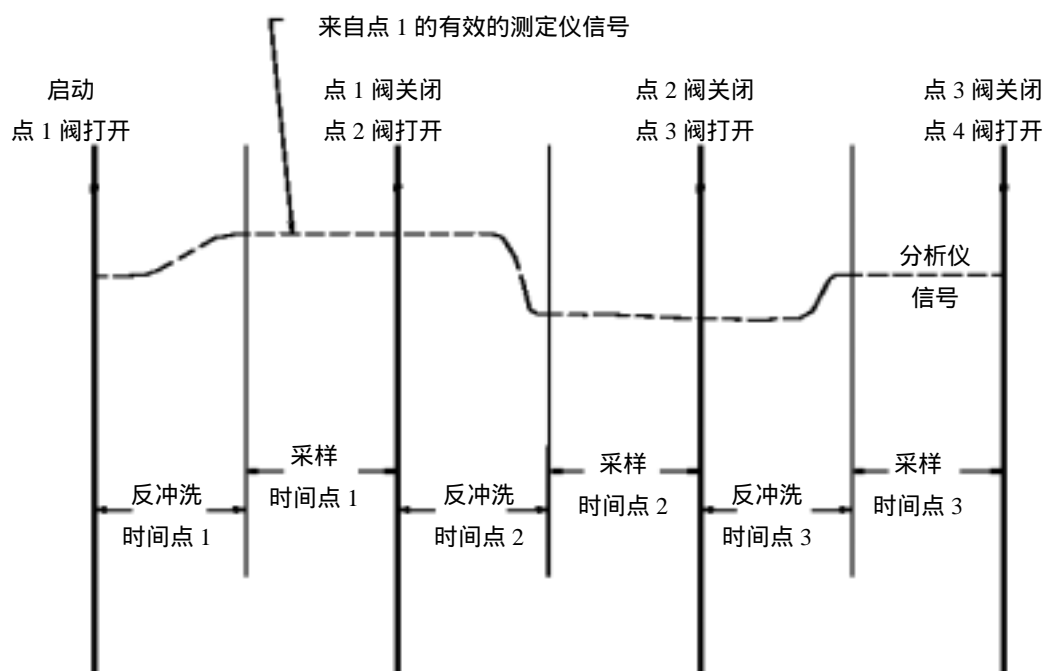 来自点 1 的有效的测定仪信号
启动
点 1 阀打开
点 1 阀关闭
点 2 阀打开
点 2 阀关闭
点 3 阀打开
点 3 阀关闭
点 4 阀打开
分析仪
信号
采样
时间点 1
采样
时间点 2
采样
时间点 3
反冲洗
时间点 1
反冲洗
时间点 2
反冲洗
时间点 3